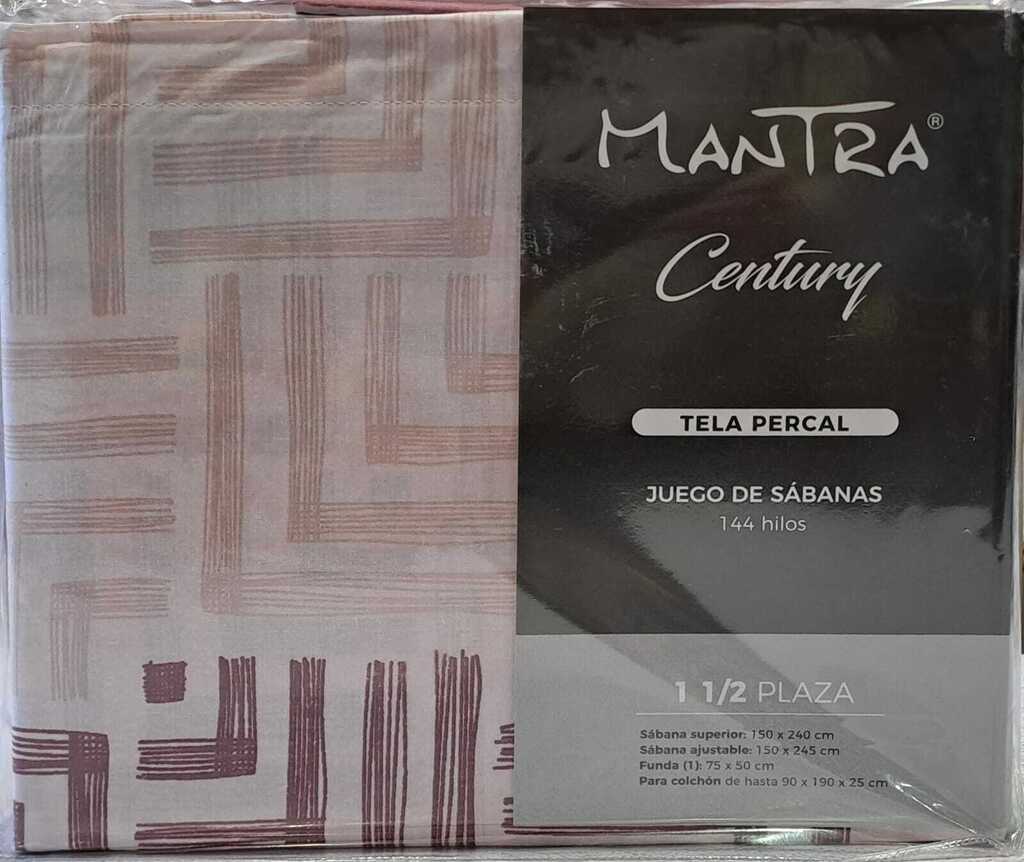 MANTRA®
Century
TELA PERCAL
JUEGO DE SÁBANAS
144 hilos
1 1/2 PLAZA
Sábana superior: 150 x 240 cm
Sábana ajustable: 150 x 245 cm
Funda (1): 75 x 50 cm
Para colchón de hasta 90 x 190 x 25 cm